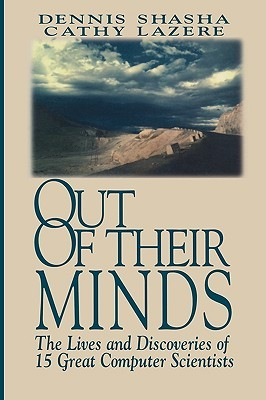 DENNIS SHASHA
CATHY LAZERE
OUT
OF THEIR
MINDS
The Lives and Discoveries of
15 Great Computer Scientists